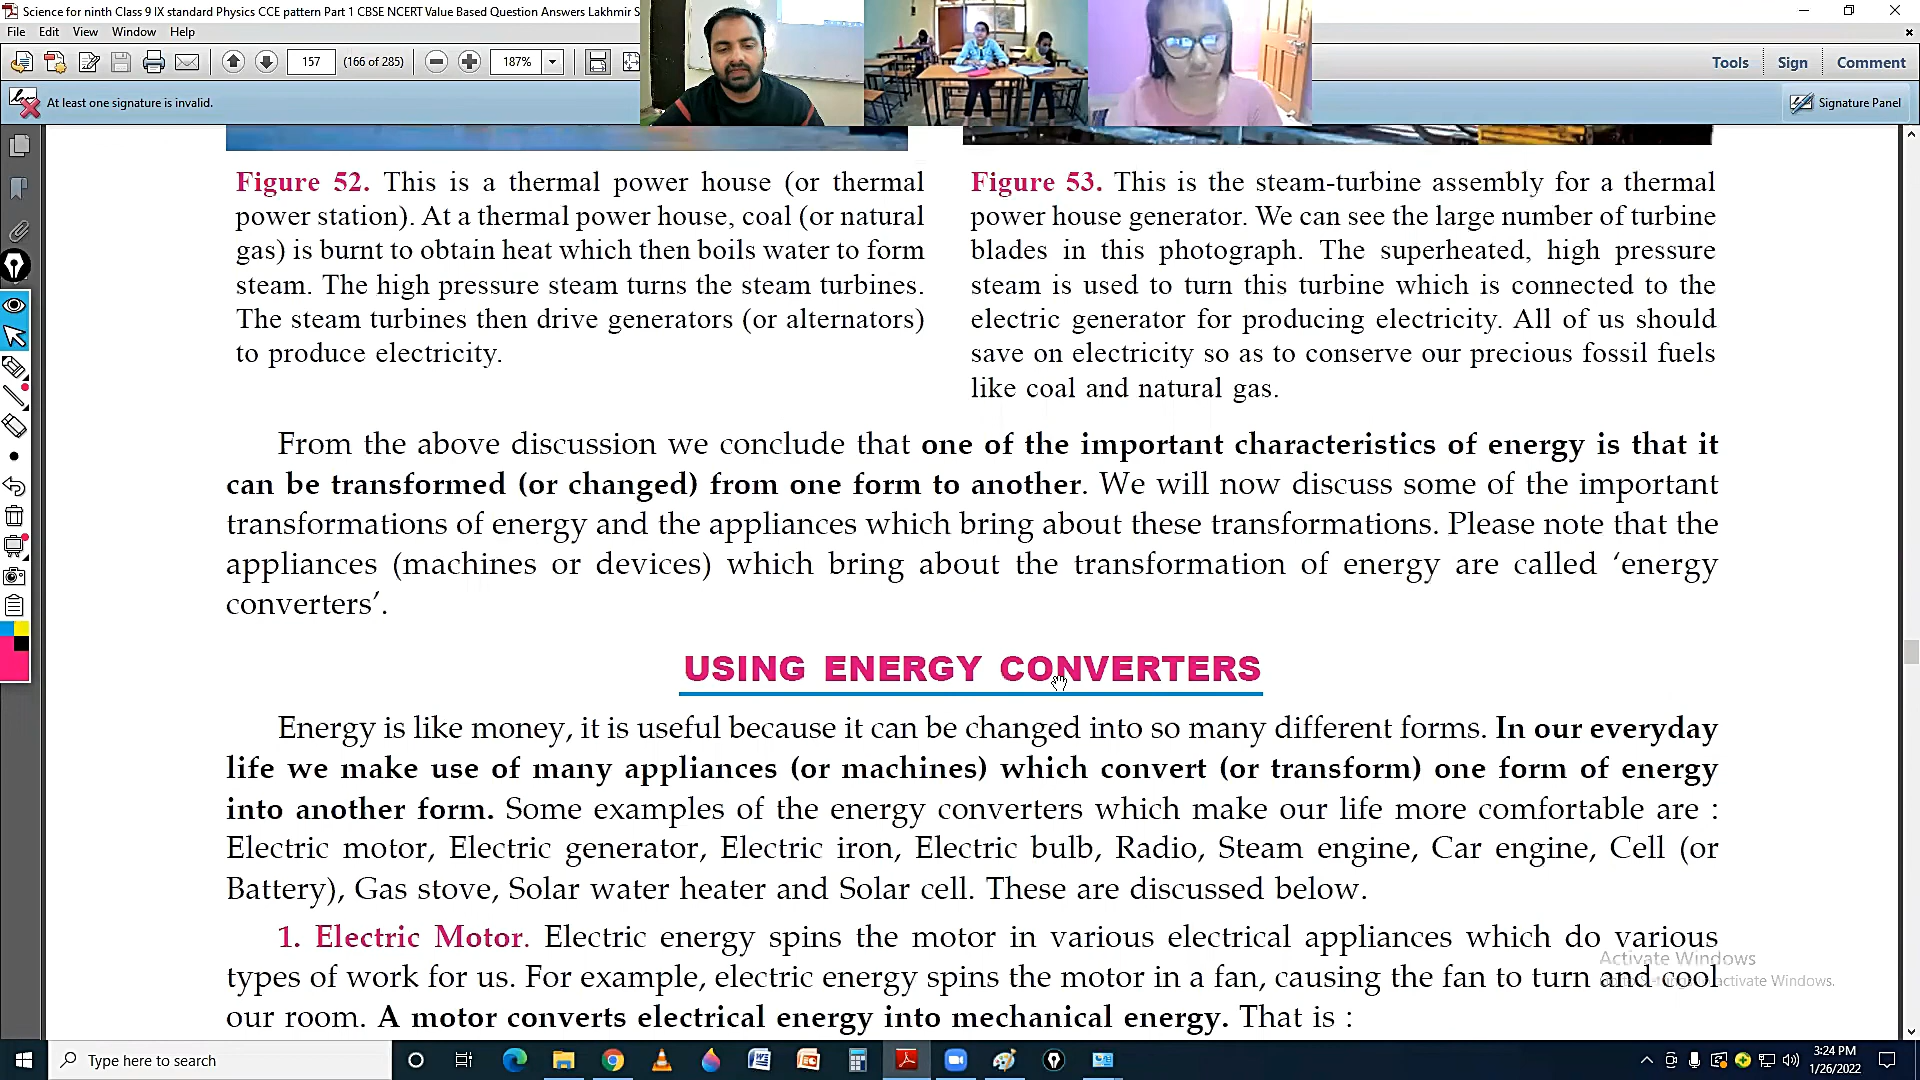 Science for ninth Class 9 IX standard Physics CCE pattern Part 1 CBSE NCERT Value Based Question Answers Lakhmir S
File Edit View Window Help
157 (166 of 285) 187% Tools Sign Comment
At least one signature is invalid. Signature Panel
Figure 52. This is a thermal power house (or thermal
power station). At a thermal power house, coal (or natural
gas) is burnt to obtain heat which then boils water to form
steam. The high pressure steam turns the steam turbines.
The steam turbines then drive generators (or alternators)
to produce electricity.
Figure 53. This is the steam-turbine assembly for a thermal
power house generator. We can see the large number of turbine
blades in this photograph. The superheated, high pressure
steam is used to turn this turbine which is connected to the
electric generator for producing electricity. All of us should
save on electricity so as to conserve our precious fossil fuels
like coal and natural gas.
From the above discussion we conclude that one of the important characteristics of energy is that it
can be transformed (or changed) from one form to another. We will now discuss some of the important
transformations of energy and the appliances which bring about these transformations. Please note that the
appliances (machines or devices) which bring about the transformation of energy are called ‘energy
converters’.
USING ENERGY CONVERTERS
Energy is like money, it is useful because it can be changed into so many different forms. In our everyday
life we make use of many appliances (or machines) which convert (or transform) one form of energy
into another form. Some examples of the energy converters which make our life more comfortable are :
Electric motor, Electric generator, Electric iron, Electric bulb, Radio, Steam engine, Car engine, Cell (or
Battery), Gas stove, Solar water heater and Solar cell. These are discussed below.
1. Electric Motor. Electric energy spins the motor in various electrical appliances which do various
types of work for us. For example, electric energy spins the motor in a fan, causing the fan to turn and cool
our room. A motor converts electrical energy into mechanical energy. That is :
Activate Windows
activate Windows.
Type here to search
3:24 PM
1/26/2022